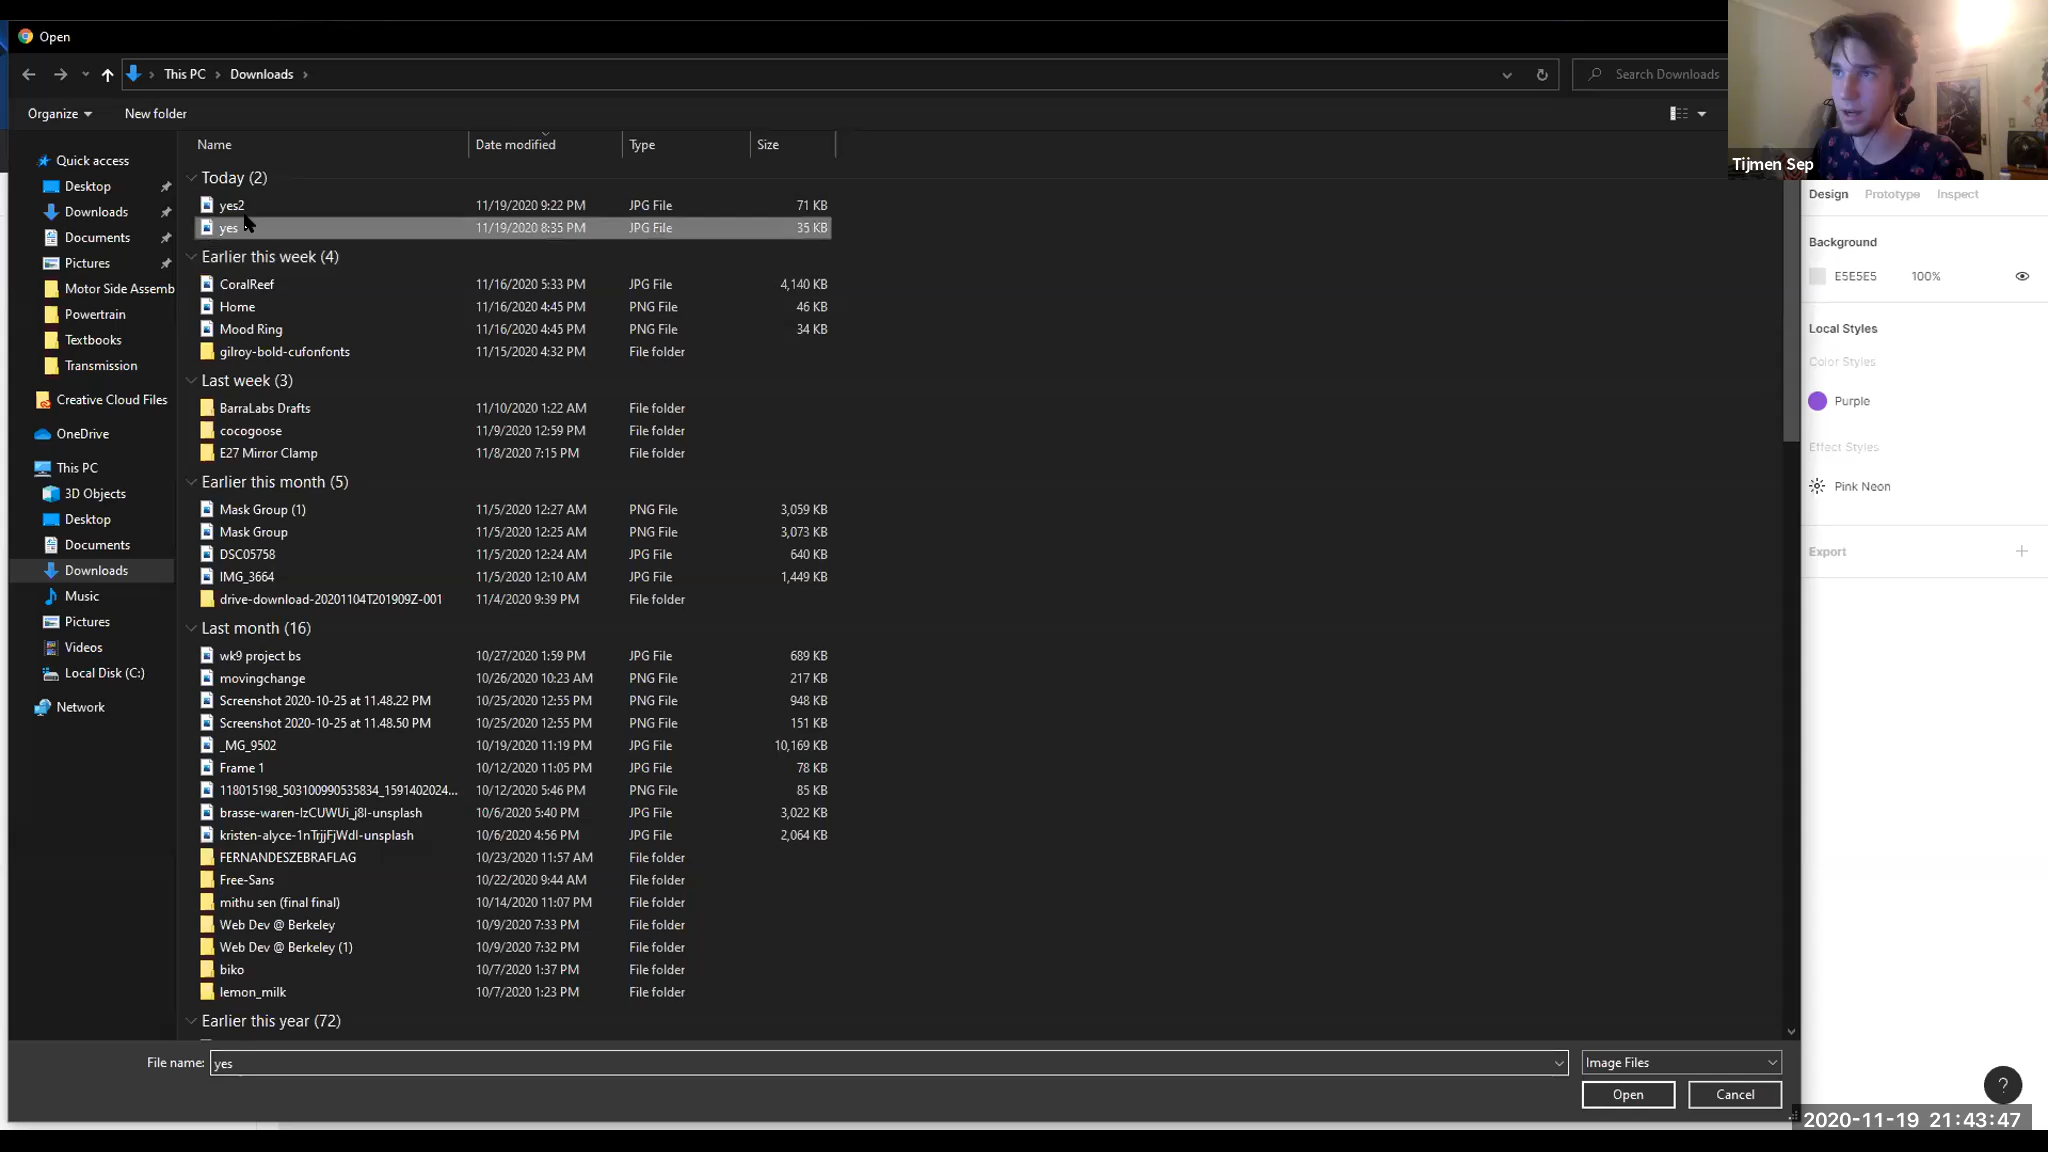 Open
This PC
Downloads
Search Downloads
Organize
New folder
Tijmen Sep
Name
Date modified
Type
Size
Quick access
Desktop
Downloads
Documents
Pictures
Motor Side Assemb
Powertrain
Textbooks
Transmission
Creative Cloud Files
OneDrive
This PC
3D Objects
Desktop
Documents
Downloads
Music
Pictures
Videos
Local Disk (C:)
Network
Today (2)
yes2 11/19/2020 9:22 PM JPG File 71 KB
yes 11/19/2020 8:35 PM JPG File 35 KB
Earlier this week (4)
CoralReef 11/16/2020 5:33 PM JPG File 4,140 KB
Home 11/16/2020 4:45 PM PNG File 46 KB
Mood Ring 11/16/2020 4:45 PM PNG File 34 KB
gilroy-bold-cufonfonts 11/15/2020 4:32 PM File folder
Last week (3)
BarraLabs Drafts 11/10/2020 1:22 AM File folder
cocogoose 11/9/2020 12:59 PM File folder
E27 Mirror Clamp 11/8/2020 7:15 PM File folder
Earlier this month (5)
Mask Group (1) 11/5/2020 12:27 AM PNG File 3,059 KB
Mask Group 11/5/2020 12:25 AM PNG File 3,073 KB
DSC05758 11/5/2020 12:24 AM JPG File 640 KB
IMG_3664 11/5/2020 12:10 AM JPG File 1,449 KB
drive-download-20201104T201909Z-001 11/4/2020 9:39 PM File folder
Last month (16)
wk9 project bs 10/27/2020 1:59 PM JPG File 689 KB
movingchange 10/26/2020 10:23 AM PNG File 217 KB
Screenshot 2020-10-25 at 11.48.22 PM 10/25/2020 12:55 PM PNG File 948 KB
Screenshot 2020-10-25 at 11.48.50 PM 10/25/2020 12:55 PM PNG File 151 KB
_MG_9502 10/19/2020 11:19 PM JPG File 10,169 KB
Frame 1 10/12/2020 11:05 PM JPG File 78 KB
118015198_503100990535834_1591402024... 10/12/2020 5:46 PM PNG File 85 KB
brasse-waren-IzCUWUi_j8I-unsplash 10/6/2020 5:40 PM JPG File 3,022 KB
kristen-alyce-1nTrjjFjWdI-unsplash 10/6/2020 4:56 PM JPG File 2,064 KB
FERNANDESZEBRAFLAG 10/23/2020 11:57 AM File folder
Free-Sans 10/22/2020 9:44 AM File folder
mithu sen (final final) 10/14/2020 11:07 PM File folder
Web Dev @ Berkeley 10/9/2020 7:33 PM File folder
Web Dev @ Berkeley (1) 10/9/2020 7:32 PM File folder
biko 10/7/2020 1:37 PM File folder
lemon_milk 10/7/2020 1:23 PM File folder
Earlier this year (72)
File name: yes
Image Files
Open
Cancel
Design Prototype Inspect
Background
E5E5E5 100%
Local Styles
Color Styles
Purple
Effect Styles
Pink Neon
Export
?
2020-11-19 21:43:47